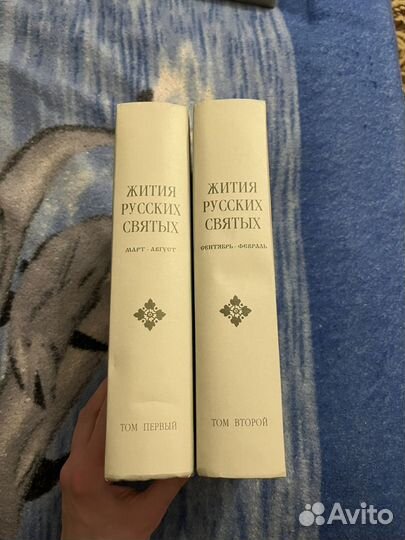 ЖИТИЯ
РУССКИХ
СВЯТЫХ
МАРТ · АВГУСТ
ТОМ ПЕРВЫЙ
ЖИТИЯ
РУССКИХ
СВЯТЫХ
СЕНТЯБРЬ · ФЕВРАЛЬ
ТОМ ВТОРОЙ
Avito